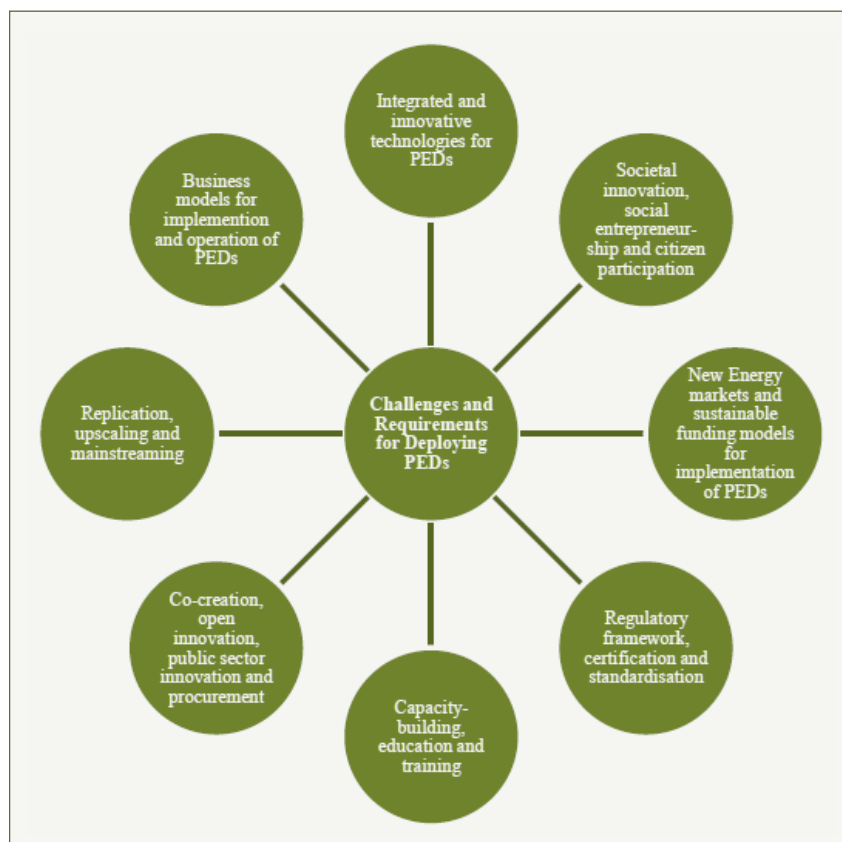 Integrated and
innovative
technologies for
PEDs
Societal
innovation,
social
entrepreneur-
ship and citizen
participation
New Energy
markets and
sustainable
funding models
for
implementation
of PEDs
Regulatory
framework,
certification and
standardisation
Capacity-
building,
education and
training
Co-creation,
open
innovation,
public sector
innovation and
procurement
Replication,
upscaling and
mainstreaming
Business
models for
implemention
and operation of
PEDs
Challenges and
Requirements
for Deploying
PEDs